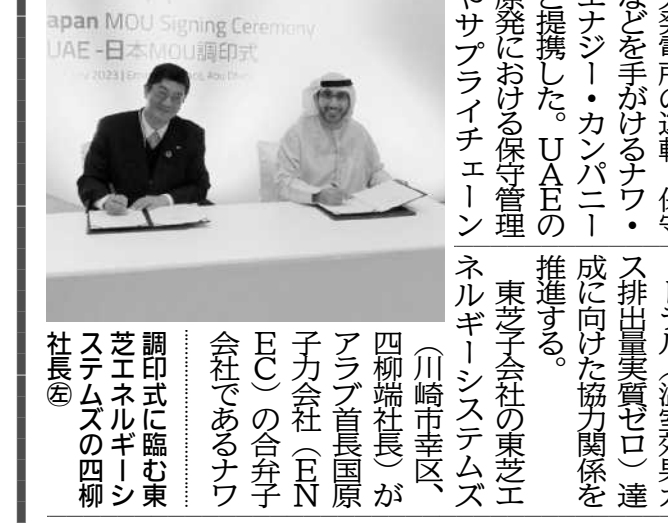 apan MOU Signing Ceremony
UAE -日本MOU調印式
2023 |
などを手がけるナワ・
エナジー・カンパニー
と提携した。UAEの
原発における保守管理
やサプライチェーン
ス排出量実質ゼロ）達
成に向けた協力関係を
推進する。
東芝子会社の東芝エ
ネルギーシステムズ
（川崎市幸区、
四柳端社長）が
アラブ首長国原
子力会社（EN
EC）の合弁子
会社であるナワ
調印式に臨む東
芝エネルギーシ
ステムズの四柳
社長㊧